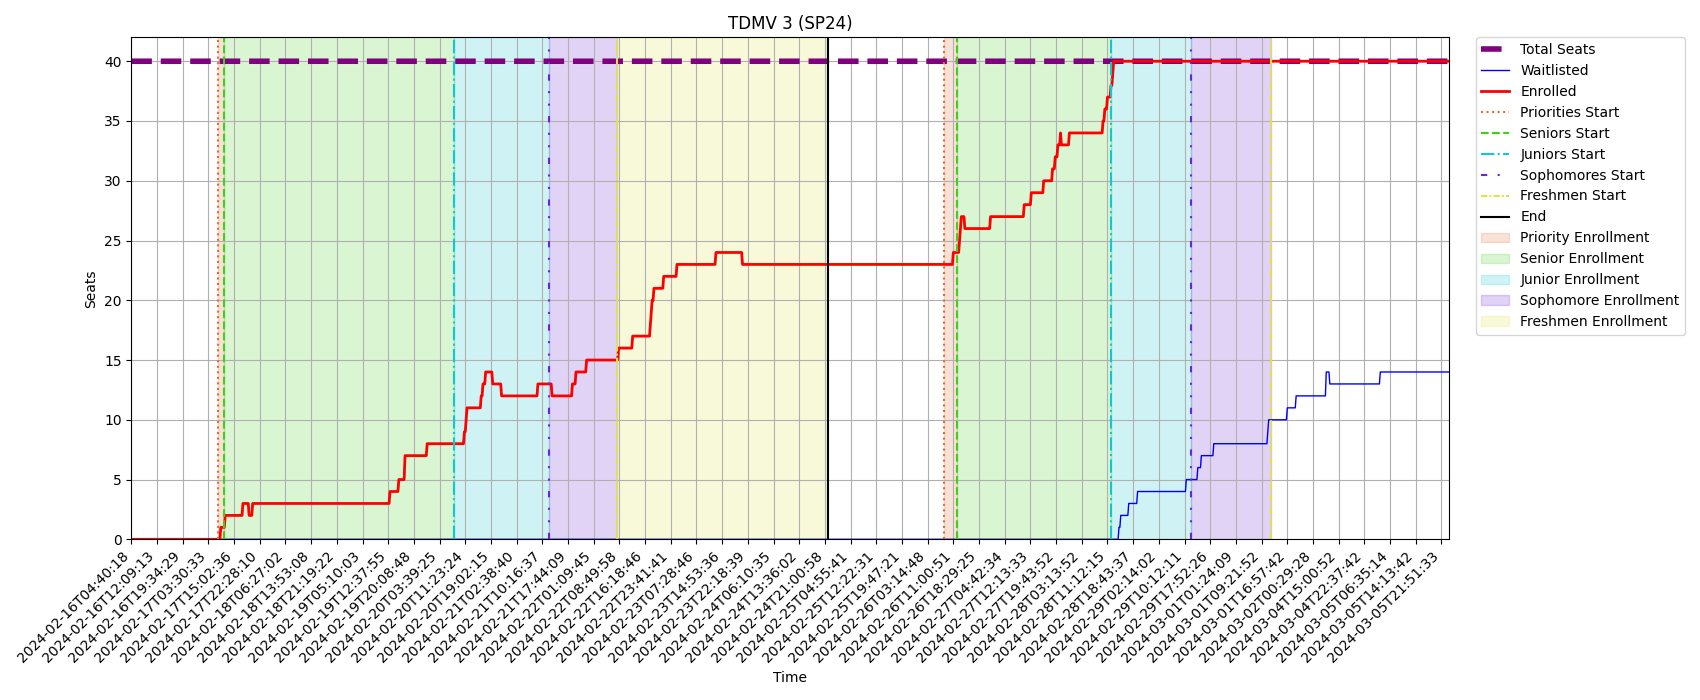 TDMV 3 (SP24)
Total Seats
Waitlisted
Enrolled
Priorities Start
Seniors Start
Juniors Start
Sophomores Start
Freshmen Start
End
Priority Enrollment
Senior Enrollment
Junior Enrollment
Sophomore Enrollment
Freshmen Enrollment
Seats
40
35
30
25
20
15
10
5
0
2024-02-16T04:40:18
2024-02-16T12:09:13
2024-02-16T19:34:29
2024-02-17T03:30:33
2024-02-17T15:02:36
2024-02-17T22:28:10
2024-02-18T06:27:02
2024-02-18T13:53:08
2024-02-18T21:19:22
2024-02-19T05:10:03
2024-02-19T12:37:55
2024-02-19T20:08:48
2024-02-20T03:39:25
2024-02-20T11:23:24
2024-02-20T19:02:15
2024-02-21T02:38:40
2024-02-21T10:16:37
2024-02-21T17:44:09
2024-02-22T01:09:45
2024-02-22T08:49:58
2024-02-22T16:18:46
2024-02-22T23:41:41
2024-02-23T07:28:46
2024-02-23T14:53:36
2024-02-23T22:18:39
2024-02-24T06:10:35
2024-02-24T13:36:02
2024-02-24T21:00:58
2024-02-25T04:55:41
2024-02-25T12:22:31
2024-02-25T19:47:21
2024-02-26T03:14:48
2024-02-26T11:00:51
2024-02-26T18:29:25
2024-02-27T04:42:34
2024-02-27T12:13:33
2024-02-27T19:43:52
2024-02-28T03:13:52
2024-02-28T11:12:15
2024-02-28T18:43:37
2024-02-29T02:14:02
2024-02-29T10:12:11
2024-02-29T17:52:26
2024-03-01T01:24:09
2024-03-01T09:21:52
2024-03-01T16:57:42
2024-03-02T00:29:28
2024-03-04T15:00:52
2024-03-04T22:37:42
2024-03-05T06:35:14
2024-03-05T14:13:42
2024-03-05T21:51:33
Time